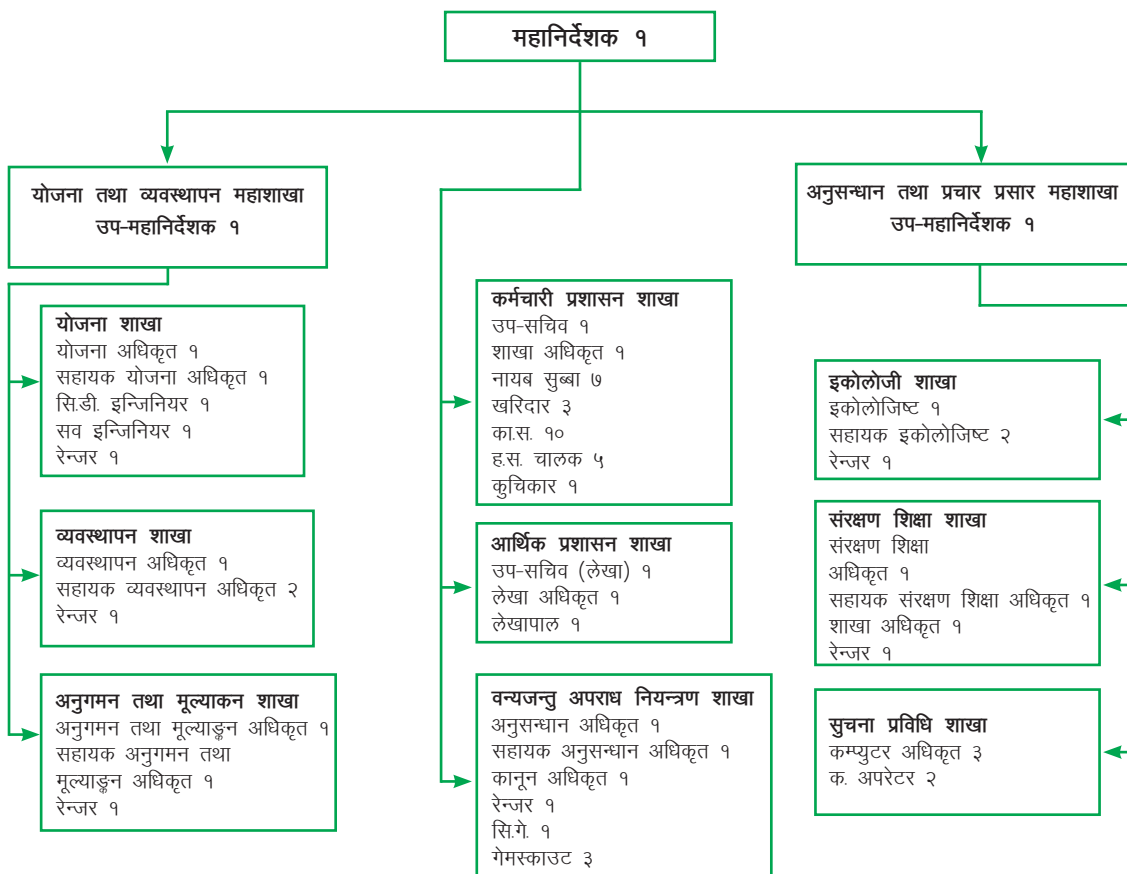 महानिर्देशक १
योजना तथा व्यवस्थापन महाशाखा
उप-महानिर्देशक १
योजना शाखा
योजना अधिकृत १
सहायक योजना अधिकृत १
सि.डी. इन्जिनियर १
सव इन्जिनियर १
रेन्जर १
व्यवस्थापन शाखा
व्यवस्थापन अधिकृत १
सहायक व्यवस्थापन अधिकृत २
रेन्जर १
अनुगमन तथा मूल्याकन शाखा
अनुगमन तथा मूल्याङ्कन अधिकृत १
सहायक अनुगमन तथा
मूल्याङ्कन अधिकृत १
रेन्जर १
कर्मचारी प्रशासन शाखा
उप-सचिव १
शाखा अधिकृत १
नायब सुब्बा ७
खरिदार ३
का.स. १०
ह.स. चालक ५
कुचिकार १
आर्थिक प्रशासन शाखा
उप-सचिव (लेखा) १
लेखा अधिकृत १
लेखापाल १
वन्यजन्तु अपराध नियन्त्रण शाखा
अनुसन्धान अधिकृत १
सहायक अनुसन्धान अधिकृत १
कानून अधिकृत १
रेन्जर १
सि.गे. १
गेमस्काउट ३
अनुसन्धान तथा प्रचार प्रसार महाशाखा
उप-महानिर्देशक १
इकोलोजी शाखा
इकोलोजिष्ट १
सहायक इकोलोजिष्ट २
रेन्जर १
संरक्षण शिक्षा शाखा
संरक्षण शिक्षा
अधिकृत १
सहायक संरक्षण शिक्षा अधिकृत १
शाखा अधिकृत १
रेन्जर १
सुचना प्रविधि शाखा
कम्प्युटर अधिकृत ३
क. अपरेटर २